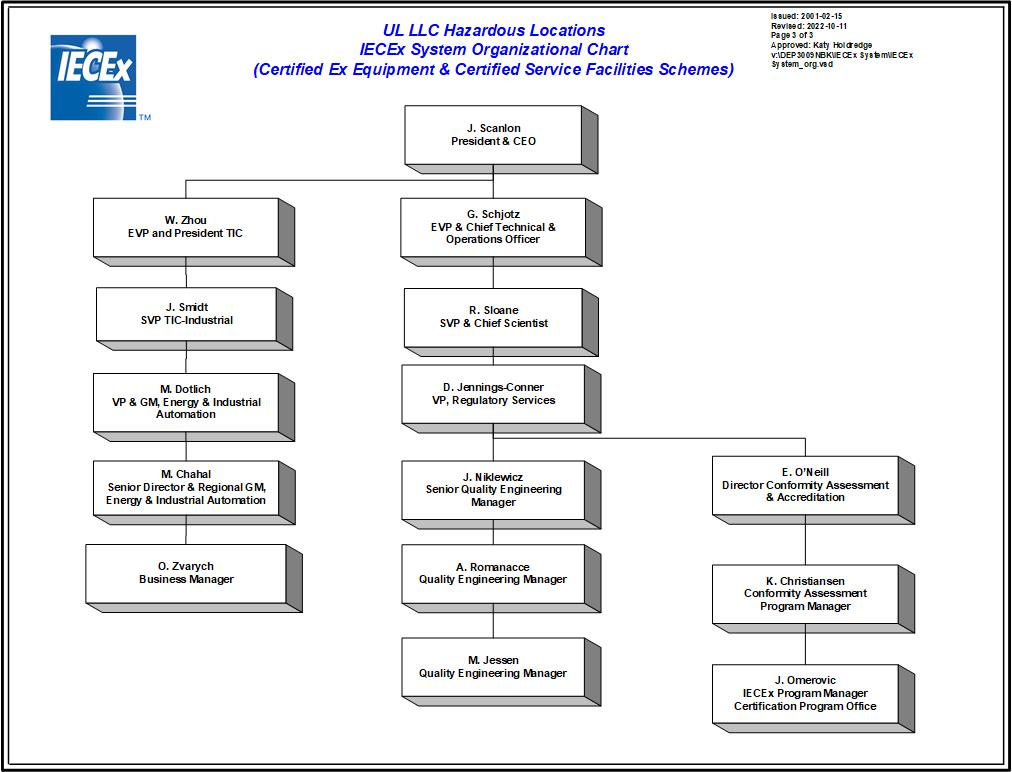 Issued: 2001-02-15
Revised: 2022-10-11
Page 3 of 3
Approved: Katy Holdredge
v:\DEP3009NBK\IECEx System\IECEx
System_org.vsd
UL LLC Hazardous Locations
IECEx System Organizational Chart
(Certified Ex Equipment & Certified Service Facilities Schemes)
IECEx
TM
J. Scanlon
President & CEO
W. Zhou
EVP and President TIC
G. Schjotz
EVP & Chief Technical &
Operations Officer
J. Smidt
SVP TIC-Industrial
R. Sloane
SVP & Chief Scientist
M. Dotlich
VP & GM, Energy & Industrial
Automation
D. Jennings-Conner
VP, Regulatory Services
M. Chahal
Senior Director & Regional GM,
Energy & Industrial Automation
J. Niklewicz
Senior Quality Engineering
Manager
E. O'Neill
Director Conformity Assessment
& Accreditation
O. Zvarych
Business Manager
A. Romanacce
Quality Engineering Manager
K. Christiansen
Conformity Assessment
Program Manager
M. Jessen
Quality Engineering Manager
J. Omerovic
IECEx Program Manager
Certification Program Office